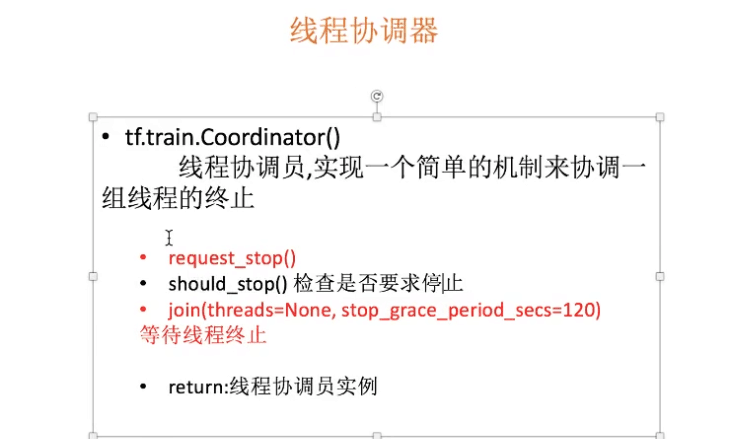 线程协调器
• tf.train.Coordinator()
线程协调员,实现一个简单的机制来协调一
组线程的终止
• request_stop()
• should_stop() 检查是否要求停止
• join(threads=None, stop_grace_period_secs=120)
等待线程终止
• return:线程协调员实例